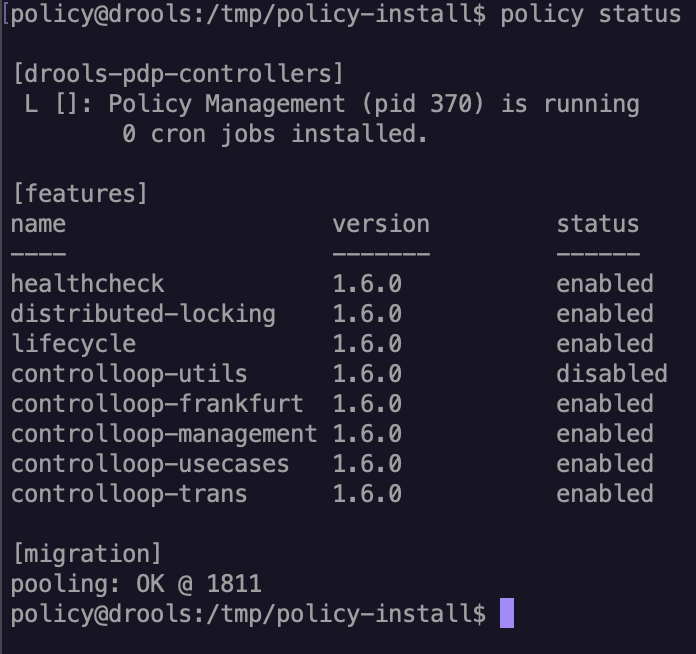 [policy@drools:/tmp/policy-install$ policy status
[drools-pdp-controllers]
L []: Policy Management (pid 370) is running
0 cron jobs installed.
[features]
name version status
---- ------- ------
healthcheck 1.6.0 enabled
distributed-locking 1.6.0 enabled
lifecycle 1.6.0 enabled
controlloop-utils 1.6.0 disabled
controlloop-frankfurt 1.6.0 enabled
controlloop-management 1.6.0 enabled
controlloop-usecases 1.6.0 enabled
controlloop-trans 1.6.0 enabled
[migration]
pooling: OK @ 1811
policy@drools:/tmp/policy-install$